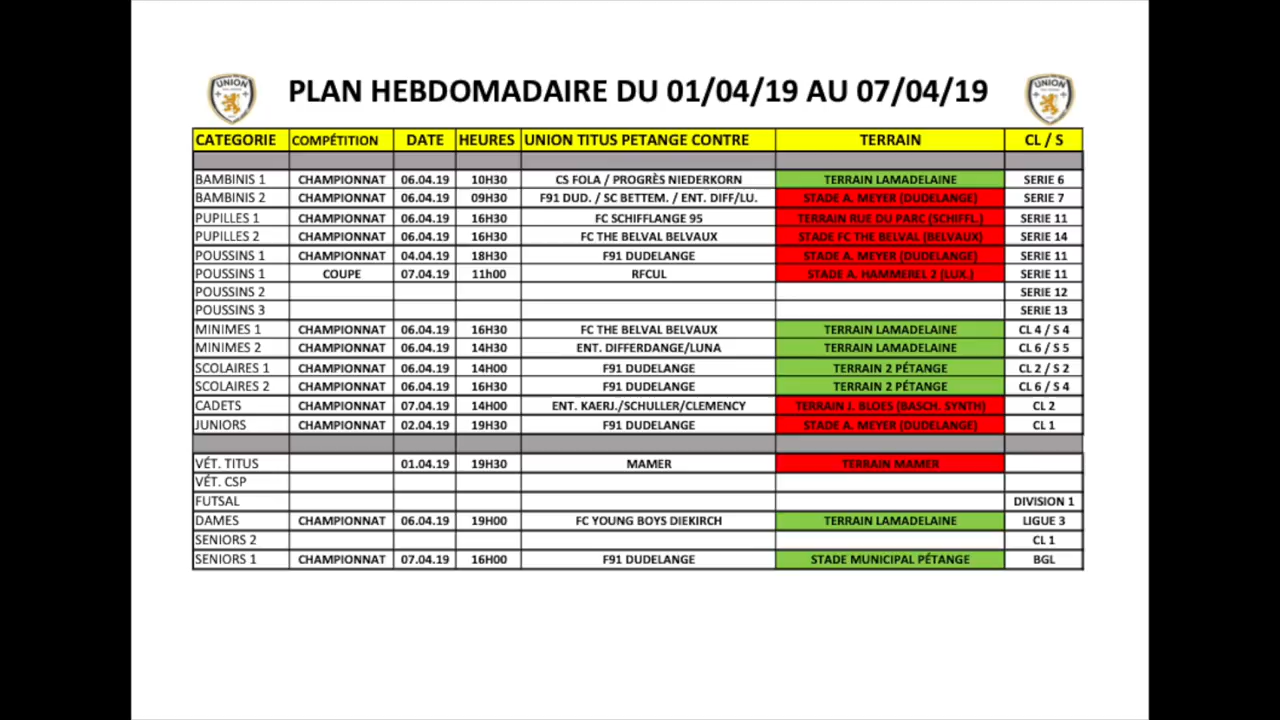 UNION
PLAN HEBDOMADAIRE DU 01/04/19 AU 07/04/19
UNION
CATEGORIE COMPÉTITION DATE HEURES UNION TITUS PETANGE CONTRE TERRAIN CL / S
BAMBINIS 1 CHAMPIONNAT 06.04.19 10H30 CS FOLA / PROGRÈS NIEDERKORN TERRAIN LAMADELAINE SERIE 6
BAMBINIS 2 CHAMPIONNAT 06.04.19 09H30 F91 DUD. / SC BETTEM. / ENT. DIFF/LU. STADE A. MEYER (DUDELANGE) SERIE 7
PUPILLES 1 CHAMPIONNAT 06.04.19 16H30 FC SCHIFFLANGE 95 TERRAIN RUE DU PARC (SCHIFFL.) SERIE 11
PUPILLES 2 CHAMPIONNAT 06.04.19 16H30 FC THE BELVAL BELVAUX STADE FC THE BELVAL (BELVAUX) SERIE 14
POUSSINS 1 CHAMPIONNAT 04.04.19 18H30 F91 DUDELANGE STADE A. MEYER (DUDELANGE) SERIE 11
POUSSINS 1 COUPE 07.04.19 11h00 RFCUL STADE A. HAMMEREL 2 (LUX.) SERIE 11
POUSSINS 2 SERIE 12
POUSSINS 3 SERIE 13
MINIMES 1 CHAMPIONNAT 06.04.19 16H30 FC THE BELVAL BELVAUX TERRAIN LAMADELAINE CL 4 / S 4
MINIMES 2 CHAMPIONNAT 06.04.19 14H30 ENT. DIFFERDANGE/LUNA TERRAIN LAMADELAINE CL 6 / S 5
SCOLAIRES 1 CHAMPIONNAT 06.04.19 14H00 F91 DUDELANGE TERRAIN 2 PÉTANGE CL 2 / S 2
SCOLAIRES 2 CHAMPIONNAT 06.04.19 16H30 F91 DUDELANGE TERRAIN 2 PÉTANGE CL 6 / S 4
CADETS CHAMPIONNAT 07.04.19 14H00 ENT. KAERJ./SCHULLER/CLEMENCY TERRAIN J. BLOES (BASCH. SYNTH) CL 2
JUNIORS CHAMPIONNAT 02.04.19 19H30 F91 DUDELANGE STADE A. MEYER (DUDELANGE) CL 1
VÉT. TITUS 01.04.19 19H30 MAMER TERRAIN MAMER
VÉT. CSP
FUTSAL DIVISION 1
DAMES CHAMPIONNAT 06.04.19 19H00 FC YOUNG BOYS DIEKIRCH TERRAIN LAMADELAINE LIGUE 3
SENIORS 2 CL 1
SENIORS 1 CHAMPIONNAT 07.04.19 16H00 F91 DUDELANGE STADE MUNICIPAL PÉTANGE BGL